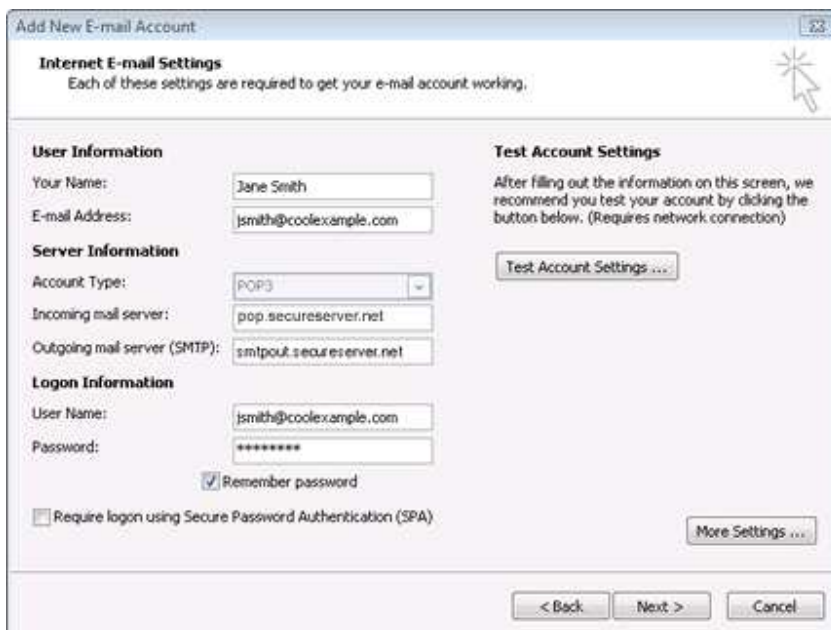 Add New E-mail Account
Internet E-mail Settings
Each of these settings are required to get your e-mail account working.
User Information
Your Name:
Jane Smith
E-mail Address:
jsmith@coolexample.com
Server Information
Account Type:
POP3
Incoming mail server:
pop.secureserver.net
Outgoing mail server (SMTP):
smtpout.secureserver.net
Logon Information
User Name:
jsmith@coolexample.com
Password:
********
Remember password
Require logon using Secure Password Authentication (SPA)
Test Account Settings
After filling out the information on this screen, we
recommend you test your account by clicking the
button below. (Requires network connection)
Test Account Settings ...
More Settings ...
< Back
Next >
Cancel